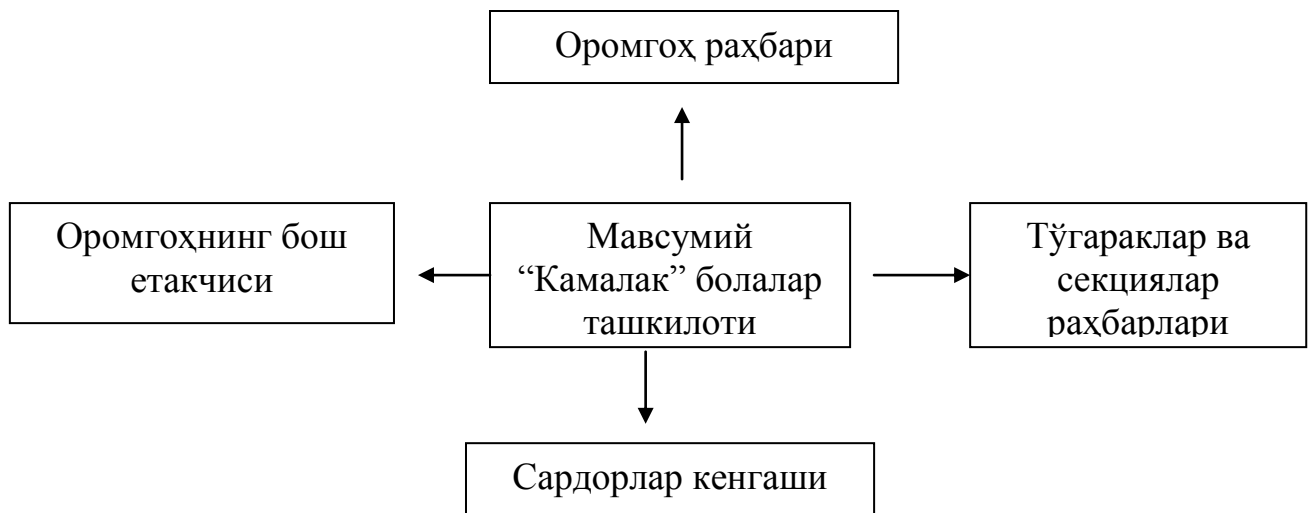 Оромгоҳ раҳбари
Оромгоҳнинг бош
етакчиси
Мавсумий
“Камалак” болалар
ташкилоти
Тўгараклар ва
секциялар
раҳбарлари
Сардорлар кенгаши